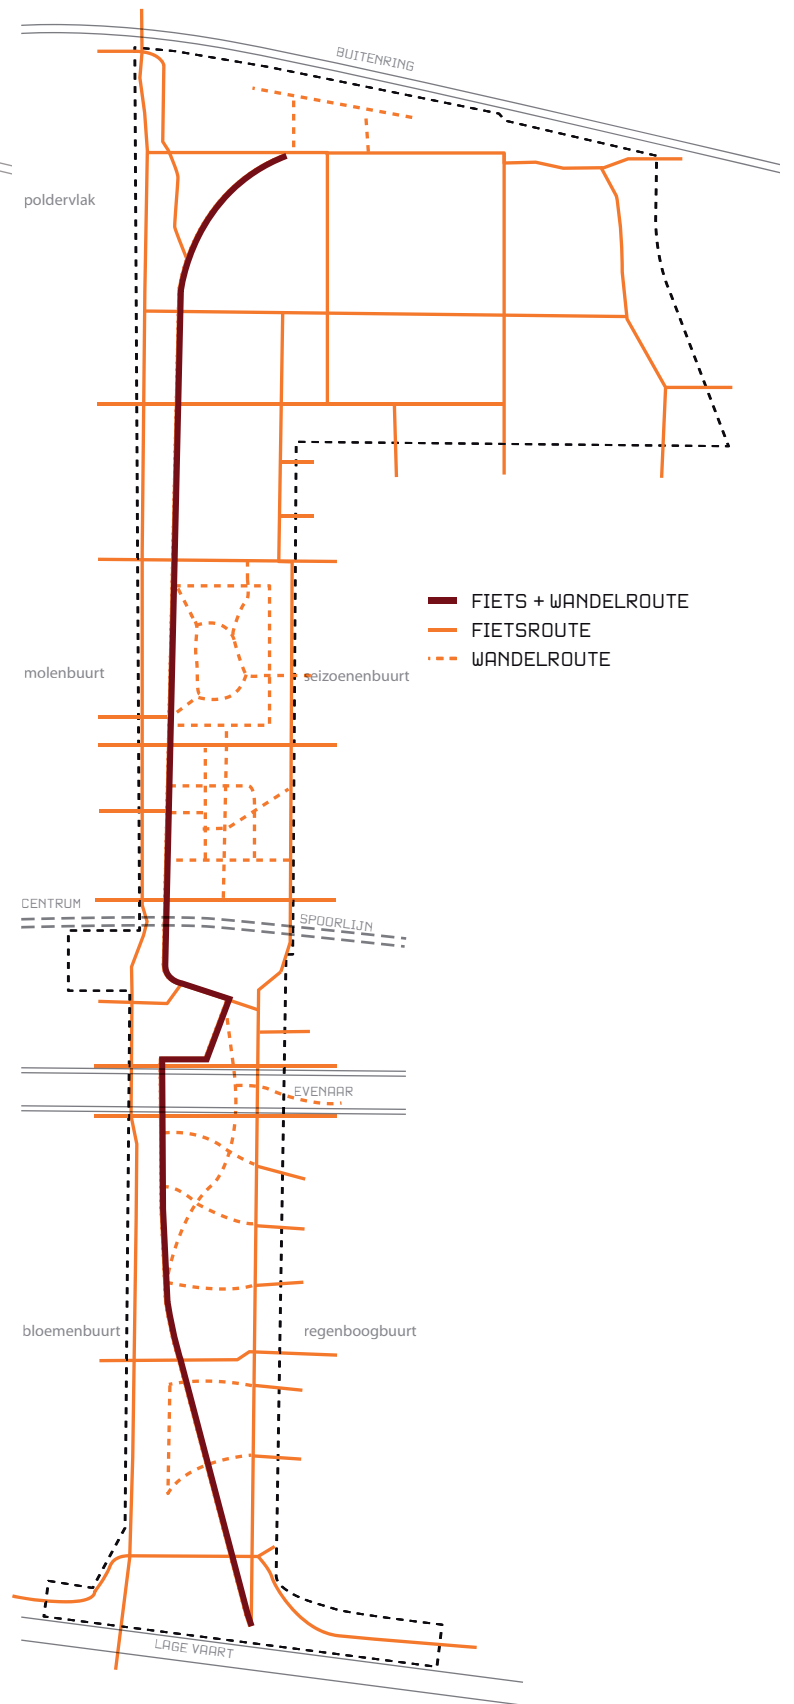 BUITENRING
poldervlak
FIETS + WANDELROUTE
FIETSROUTE
WANDELROUTE
molenbuurt
seizoenenbuurt
CENTRUM
SPOORLIJN
EVENAAR
bloemenbuurt
regenboogbuurt
LAGE VAART